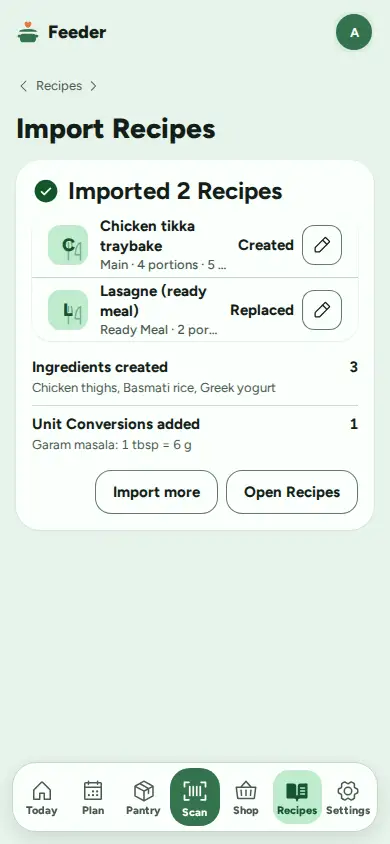 Feeder
A
Recipes
Import Recipes
Imported 2 Recipes
C
Chicken tikka
traybake
Main · 4 portions · 5 ...
Created
L
Lasagne (ready
meal)
Ready Meal · 2 por...
Replaced
Ingredients created 3
Chicken thighs, Basmati rice, Greek yogurt
Unit Conversions added 1
Garam masala: 1 tbsp = 6 g
Import more Open Recipes
Today Plan Pantry Scan Shop Recipes Settings